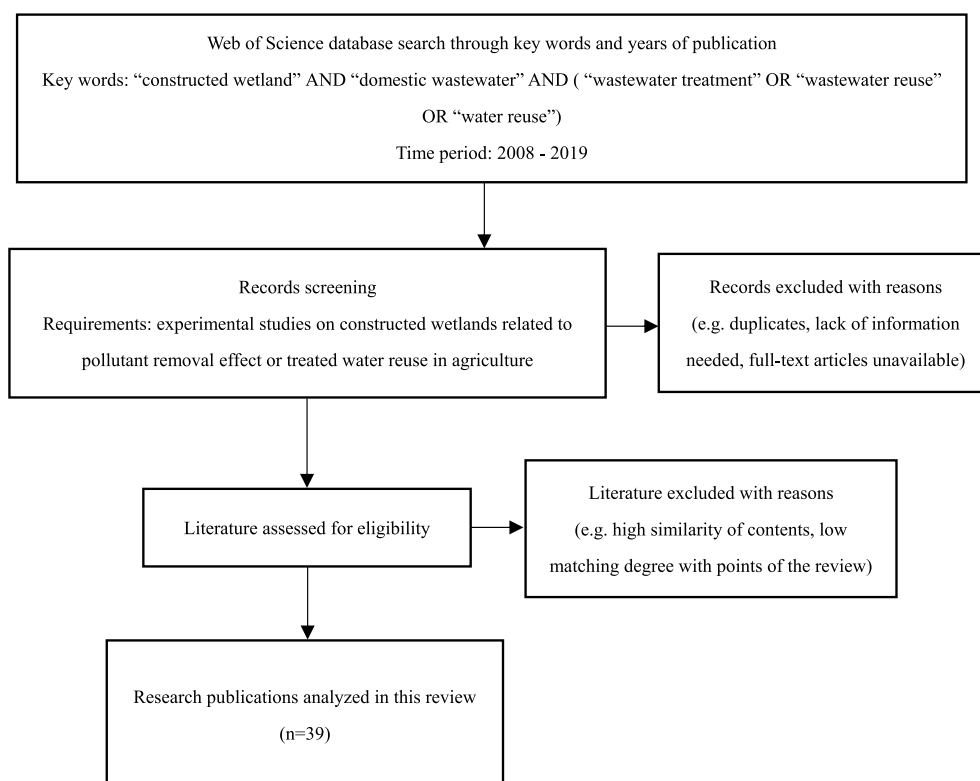 Web of Science database search through key words and years of publication
Key words: “constructed wetland” AND “domestic wastewater” AND ( “wastewater treatment” OR “wastewater reuse”
OR “water reuse”)
Time period: 2008 - 2019
Records screening
Requirements: experimental studies on constructed wetlands related to
pollutant removal effect or treated water reuse in agriculture
Records excluded with reasons
(e.g. duplicates, lack of information
needed, full-text articles unavailable)
Literature assessed for eligibility
Literature excluded with reasons
(e.g. high similarity of contents, low
matching degree with points of the review)
Research publications analyzed in this review
(n=39)